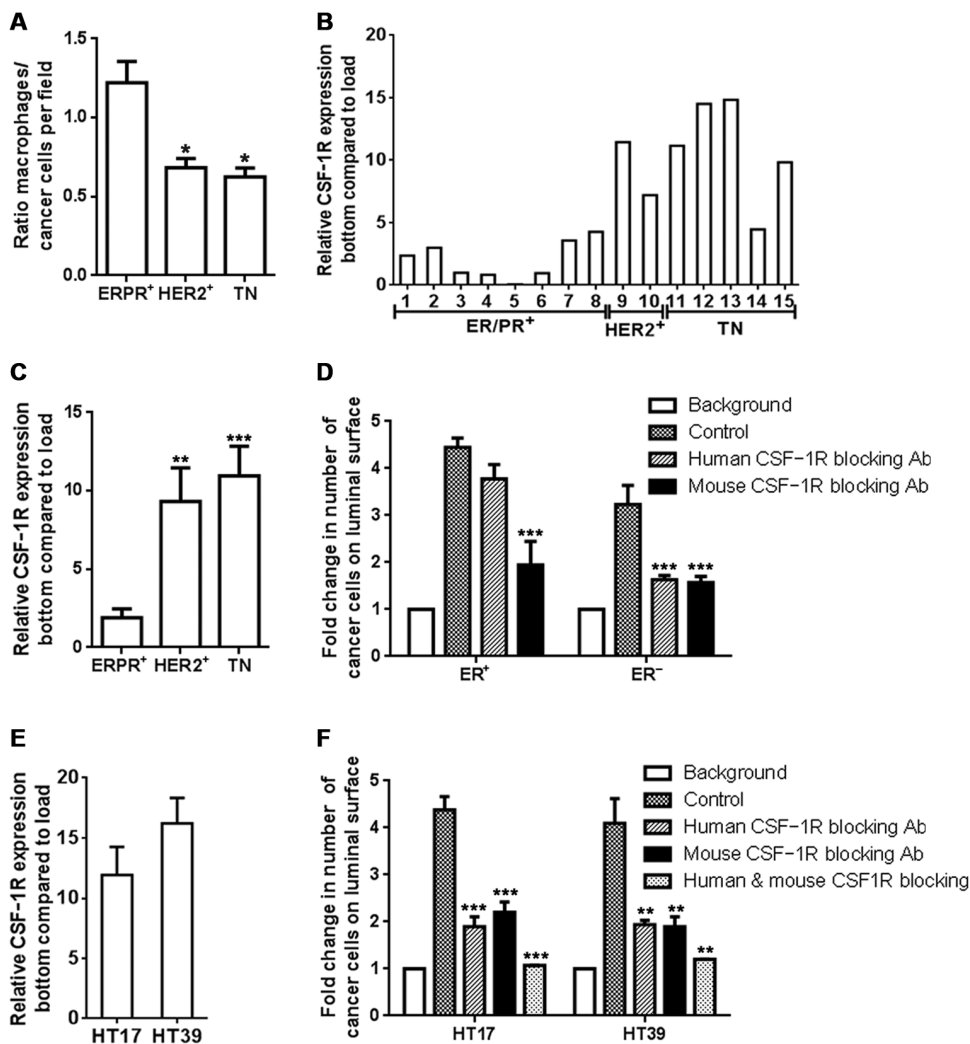 A
Ratio macrophages/
cancer cells per field
1.5
1.0
0.5
0.0
*
*
ERPR+
HER2+
TN
B
Relative CSF-1R expression
bottom compared to load
20
15
10
5
0
1 2 3 4 5 6 7 8 9 10 11 12 13 14 15
ER/PR+
HER2+
TN
C
Relative CSF-1R expression
bottom compared to load
15
10
5
0
**
***
ERPR+
HER2+
TN
D
Fold change in number of
cancer cells on luminal surface
5
4
3
2
1
0
Background
Control
Human CSF-1R blocking Ab
Mouse CSF-1R blocking Ab
***
***
***
ER+
ER−
E
Relative CSF-1R expression
bottom compared to load
20
15
10
5
0
HT17
HT39
F
Fold change in number of
cancer cells on luminal surface
5
4
3
2
1
0
Background
Control
Human CSF-1R blocking Ab
Mouse CSF-1R blocking Ab
Human & mouse CSF1R blocking
***
***
***
**
**
**
HT17
HT39